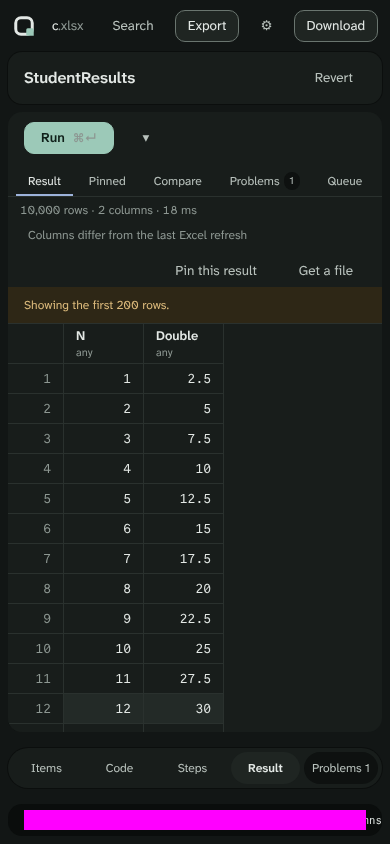 c.xlsx Search Export Download
StudentResults Revert
Run ⌘↵ ▼
Result Pinned Compare Problems 1 Queue
10,000 rows · 2 columns · 18 ms
Columns differ from the last Excel refresh
Pin this result Get a file
Showing the first 200 rows.
N Double
any any
1 1 2.5
2 2 5
3 3 7.5
4 4 10
5 5 12.5
6 6 15
7 7 17.5
8 8 20
9 9 22.5
10 10 25
11 11 27.5
12 12 30
Items Code Steps Result Problems 1